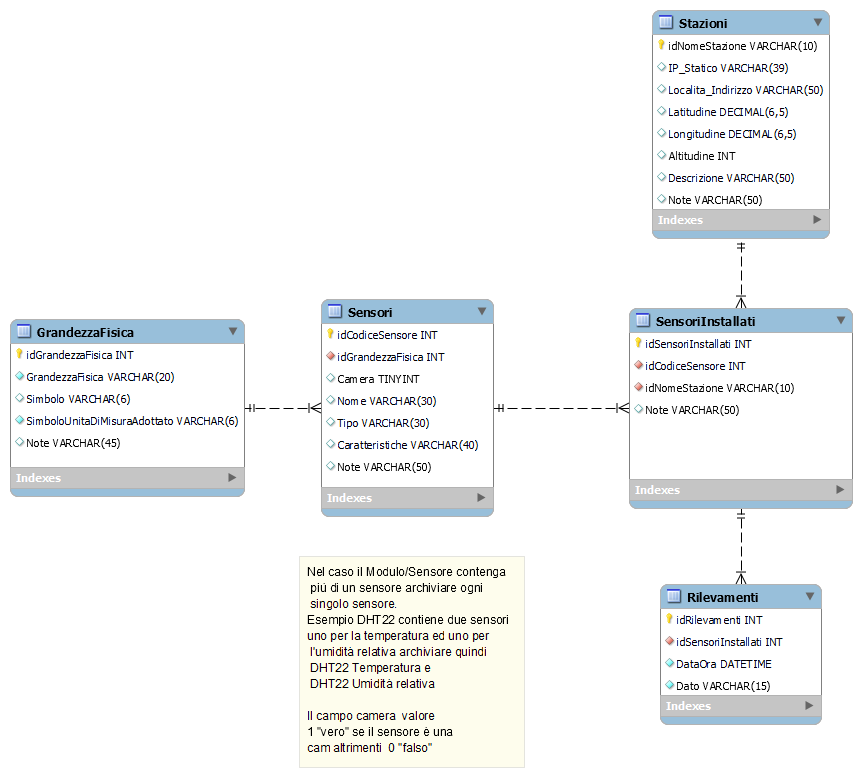 Stazioni
idNomeStazione VARCHAR(10)
IP_Statico VARCHAR(39)
Localita_Indirizzo VARCHAR(50)
Latitudine DECIMAL(6,5)
Longitudine DECIMAL(6,5)
Altitudine INT
Descrizione VARCHAR(50)
Note VARCHAR(50)
Indexes
GrandezzaFisica
idGrandezzaFisica INT
GrandezzaFisica VARCHAR(20)
Simbolo VARCHAR(6)
SimboloUnitaDiMisuraAdottato VARCHAR(6)
Note VARCHAR(45)
Indexes
Sensori
idCodiceSensore INT
idGrandezzaFisica INT
Camera TINYINT
Nome VARCHAR(30)
Tipo VARCHAR(30)
Caratteristiche VARCHAR(40)
Note VARCHAR(50)
Indexes
SensoriInstallati
idSensoriInstallati INT
idCodiceSensore INT
idNomeStazione VARCHAR(10)
Note VARCHAR(50)
Indexes
Rilevamenti
idRilevamenti INT
idSensoriInstallati INT
DataOra DATETIME
Dato VARCHAR(15)
Indexes
Nel caso il Modulo/Sensore contenga
più di un sensore archiviare ogni
singolo sensore.
Esempio DHT22 contiene due sensori
uno per la temperatura ed uno per
l'umidità relativa archiviare quindi
DHT22 Temperatura e
DHT22 Umidità relativa
Il campo camera valore
1 "vero" se il sensore è una
cam altrimenti 0 "falso"